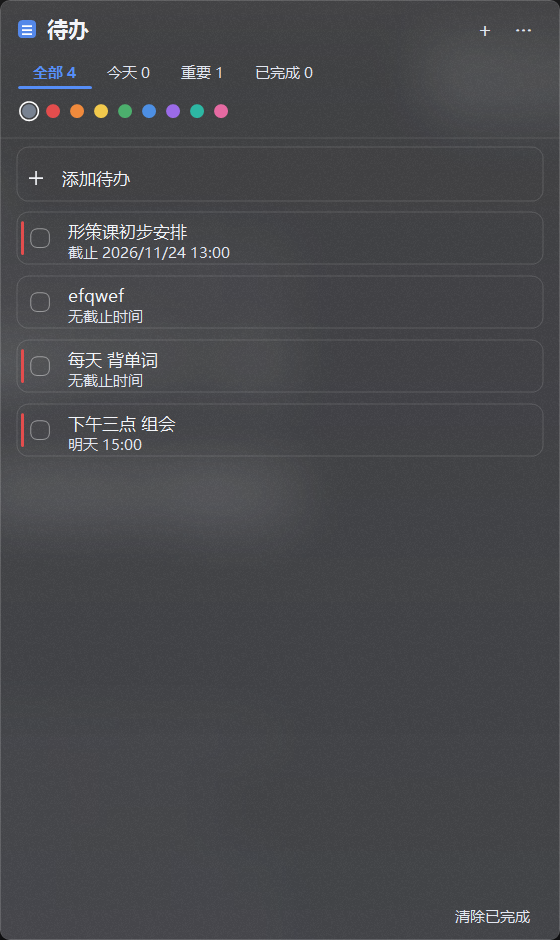 待办
全部 4 今天 0 重要 1 已完成 0
添加待办
形策课初步安排
截止 2026/11/24 13:00
efqwef
无截止时间
每天 背单词
无截止时间
下午三点 组会
明天 15:00
清除已完成